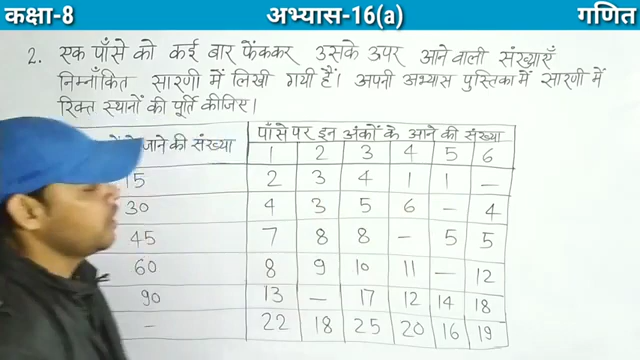 कक्षा-8 अभ्यास-16(a) गणित
2. एक पाँसे को कई बार फेंककर उसके उपर आने वाली संख्याएँ
निम्नाँकित सारणी में लिखी गयी हैं। अपनी अभ्यास पुस्तिका में सारणी में
रिक्त स्थानों की पूर्ति कीजिए।
जाने की संख्या पाँसे पर इन अंकों के आने की संख्या
1 2 3 4 5 6
15 2 3 4 1 1 –
30 4 3 5 6 – 4
45 7 8 8 – 5 5
60 8 9 10 11 – 12
90 13 – 17 12 14 18
– 22 18 25 20 16 19